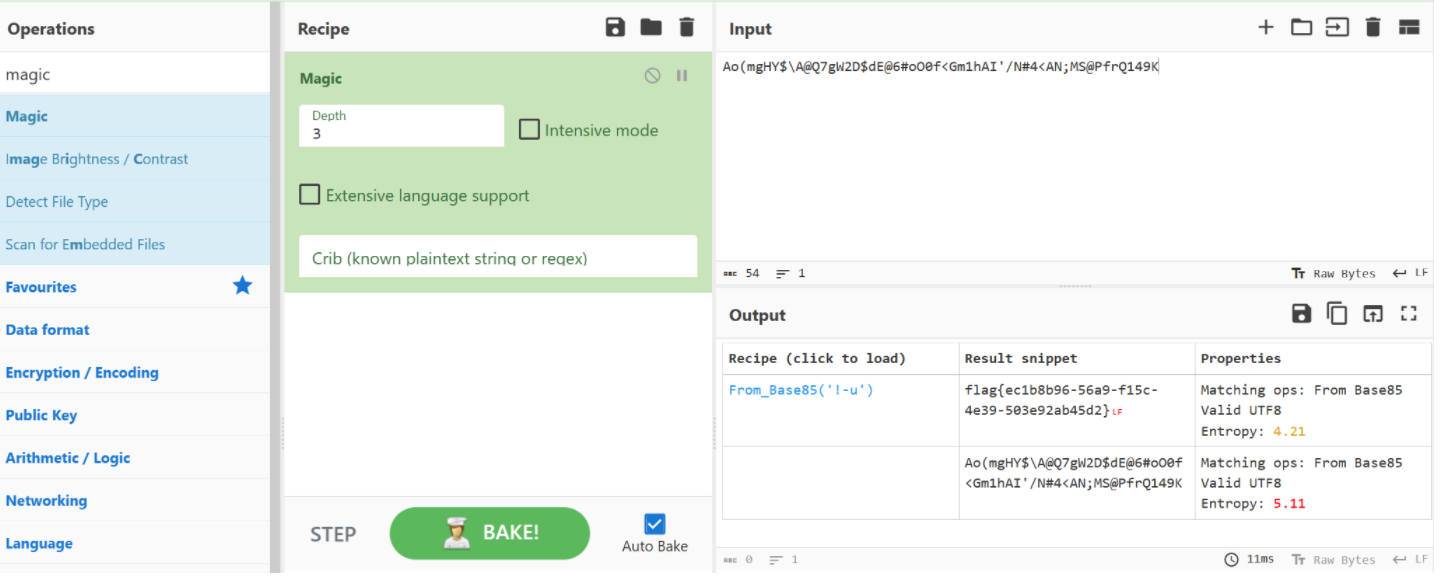 Operations
magic
Magic
Image Brightness / Contrast
Detect File Type
Scan for Embedded Files
Favourites
Data format
Encryption / Encoding
Public Key
Arithmetic / Logic
Networking
Language
Recipe
Magic
Depth
3
Intensive mode
Extensive language support
Crib (known plaintext string or regex)
STEP
BAKE!
Auto Bake
Input
Ao(mgHY$\A@Q7gW2D$dE@6#oO0f<Gm1hAI'/N#4<AN;MS@PfrQ149K
ABC 54 1 Tr Raw Bytes LF
Output
Recipe (click to load) Result snippet Properties
From_Base85('!-u') flag{ec1b8b96-56a9-f15c- Matching ops: From Base85
4e39-503e92ab45d2}LF Valid UTF8
Entropy: 4.21
Ao(mgHY$\A@Q7gW2D$dE@6#oO0f Matching ops: From Base85
<Gm1hAI'/N#4<AN;MS@PfrQ149K Valid UTF8
Entropy: 5.11
ABC 0 1 11ms Tr Raw Bytes LF